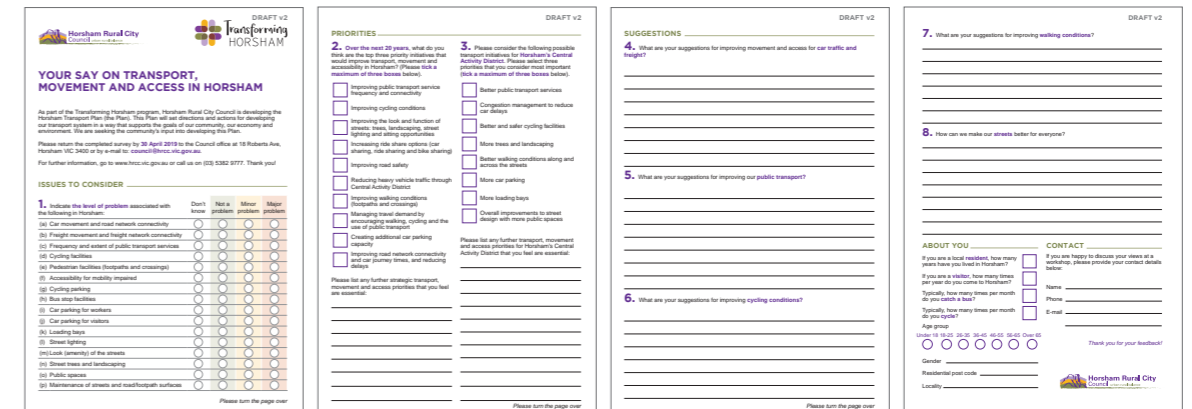 DRAFT v2
Horsham Rural City
Council
Transforming
HORSHAM
YOUR SAY ON TRANSPORT,
MOVEMENT AND ACCESS IN HORSHAM
As part of the Transforming Horsham program, Horsham Rural City Council is developing the
Horsham Transport Plan (the Plan). This Plan will set directions and actions for developing
our transport system in a way that supports the goals of our community, our economy and
environment. We are seeking the community's input into developing this Plan.
Please return the completed survey by 30 April 2019 to the Council office at 18 Roberts Ave,
Horsham VIC 3400 or by e-mail to: council@hrcc.vic.gov.au.
For further information, go to www.hrcc.vic.gov.au or call us on (03) 5382 9777. Thank you!
ISSUES TO CONSIDER
1. Indicate the level of problem associated with
the following in Horsham:
Don't know
Not a problem
Minor problem
Major problem
(a) Car movement and road network connectivity
(b) Freight movement and freight network connectivity
(c) Frequency and extent of public transport services
(d) Cycling facilities
(e) Pedestrian facilities (footpaths and crossings)
(f) Accessibility for mobility impaired
(g) Cycling parking
(h) Bus stop facilities
(i) Car parking for workers
(j) Car parking for visitors
(k) Loading bays
(l) Street lighting
(m) Look (amenity) of the streets
(n) Street trees and landscaping
(o) Public spaces
(p) Maintenance of streets and road/footpath surfaces
Please turn the page over
DRAFT v2
PRIORITIES
2. Over the next 20 years, what do you
think are the top three priority initiatives that
would improve transport, movement and
accessibility in Horsham? (Please tick a
maximum of three boxes below).
Improving public transport service
frequency and connectivity
Improving cycling conditions
Improving the look and function of
streets: trees, landscaping, street
lighting and sitting opportunities
Increasing ride share options (car
sharing, ride sharing and bike sharing)
Improving road safety
Reducing heavy vehicle traffic through
Central Activity District
Improving walking conditions
(footpaths and crossings)
Managing travel demand by
encouraging walking, cycling and the
use of public transport
Creating additional car parking
capacity
Improving road network connectivity
and car journey times, and reducing
delays
Please list any further strategic transport,
movement and access priorities that you feel
are essential:
3. Please consider the following possible
transport initiatives for Horsham's Central
Activity District. Please select three
priorities that you consider most important
(tick a maximum of three boxes below).
Better public transport services
Congestion management to reduce
car delays
Better and safer cycling facilities
More trees and landscaping
Better walking conditions along and
across the streets
More car parking
More loading bays
Overall improvements to street
design with more public spaces
Please list any further transport, movement
and access priorities for Horsham's Central
Activity District that you feel are essential:
Please turn the page over
DRAFT v2
SUGGESTIONS
4. What are your suggestions for improving movement and access for car traffic and
freight?
5. What are your suggestions for improving our public transport?
6. What are your suggestions for improving cycling conditions?
Please turn the page over
DRAFT v2
7. What are your suggestions for improving walking conditions?
8. How can we make our streets better for everyone?
ABOUT YOU
If you are a local resident, how many
years have you lived in Horsham?
If you are a visitor, how many times
per year do you come to Horsham?
Typically, how many times per month
do you catch a bus?
Typically, how many times per month
do you cycle?
Age group
Under 18 18-25 26-35 36-45 46-55 56-65 Over 65
Gender
Residential post code
Locality
CONTACT
If you are happy to discuss your views at a
workshop, please provide your contact details
below:
Name
Phone
E-mail
Thank you for your feedback!
Horsham Rural City
Council